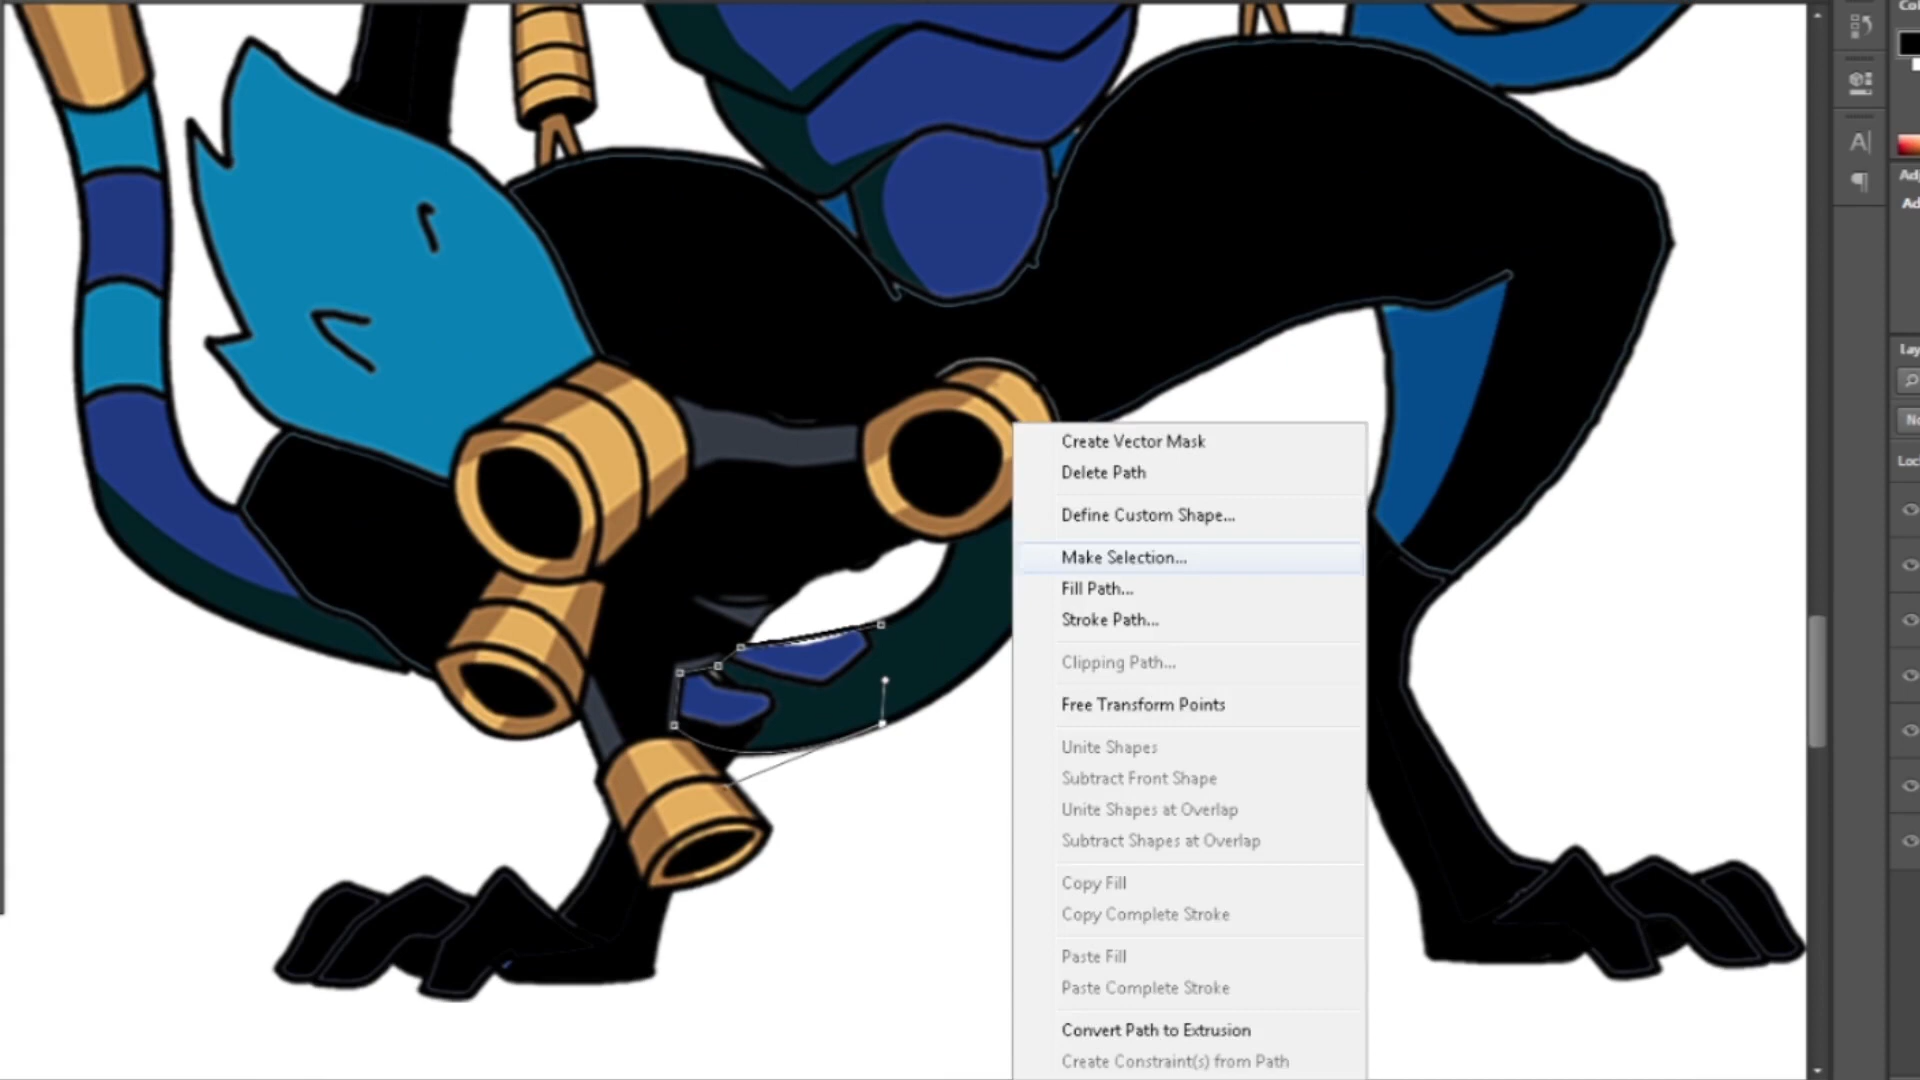 Create Vector Mask
Delete Path
Define Custom Shape...
Make Selection...
Fill Path...
Stroke Path...
Clipping Path...
Free Transform Points
Unite Shapes
Subtract Front Shape
Unite Shapes at Overlap
Subtract Shapes at Overlap
Copy Fill
Copy Complete Stroke
Paste Fill
Paste Complete Stroke
Convert Path to Extrusion
Create Constraint(s) from Path